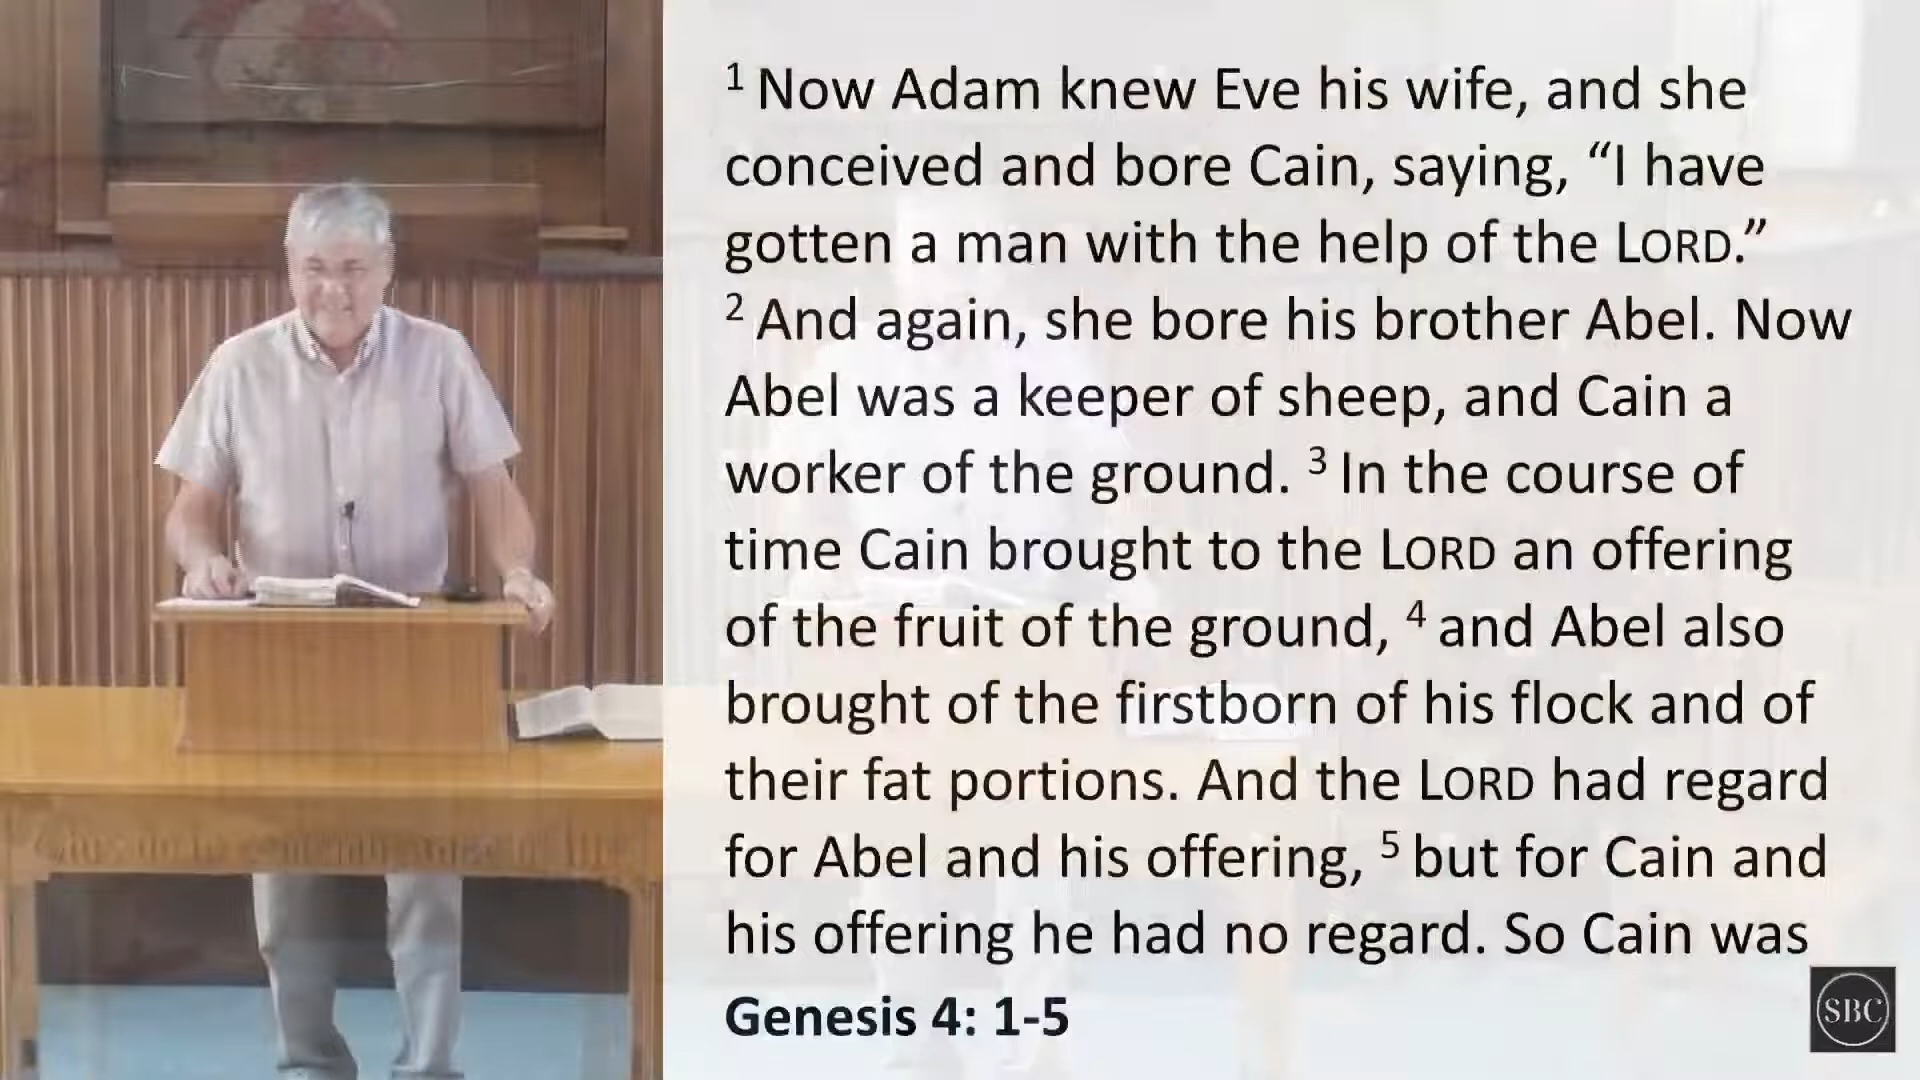 1 Now Adam knew Eve his wife, and she
conceived and bore Cain, saying, “I have
gotten a man with the help of the LORD.”
2 And again, she bore his brother Abel. Now
Abel was a keeper of sheep, and Cain a
worker of the ground. 3 In the course of
time Cain brought to the LORD an offering
of the fruit of the ground, 4 and Abel also
brought of the firstborn of his flock and of
their fat portions. And the LORD had regard
for Abel and his offering, 5 but for Cain and
his offering he had no regard. So Cain was
Genesis 4: 1-5
SBC